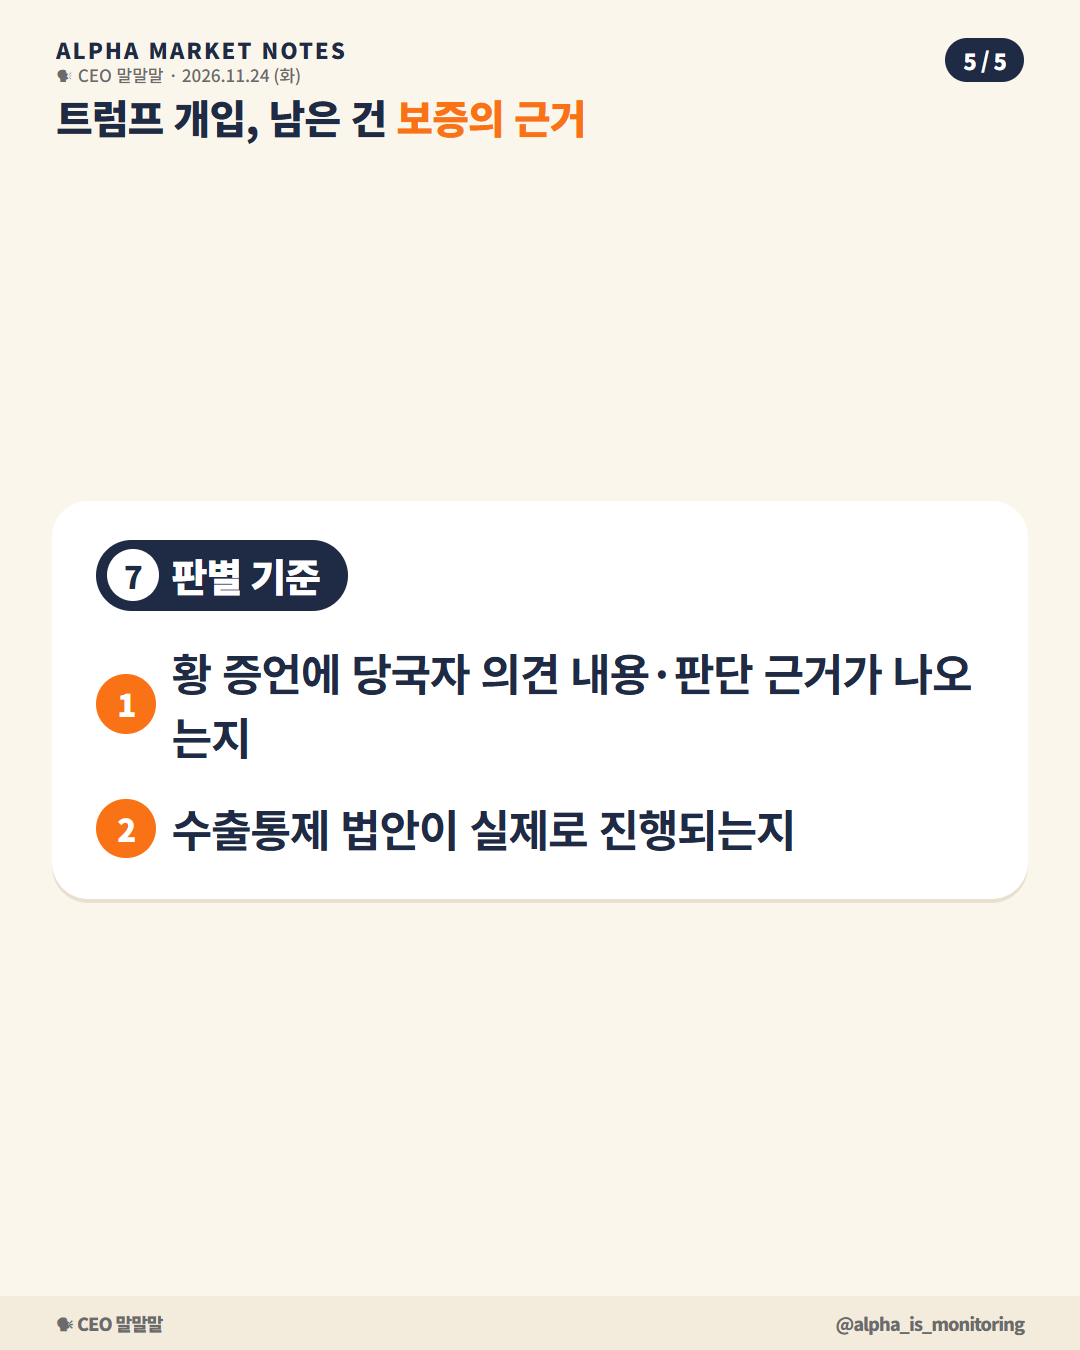 ALPHA MARKET NOTES
🗣 CEO 말말말 · 2026.11.24 (화)
5 / 5
트럼프 개입, 남은 건 보증의 근거
7 판별 기준
1 황 증언에 당국자 의견 내용·판단 근거가 나오
는지
2 수출통제 법안이 실제로 진행되는지
🗣 CEO 말말말
@alpha_is_monitoring